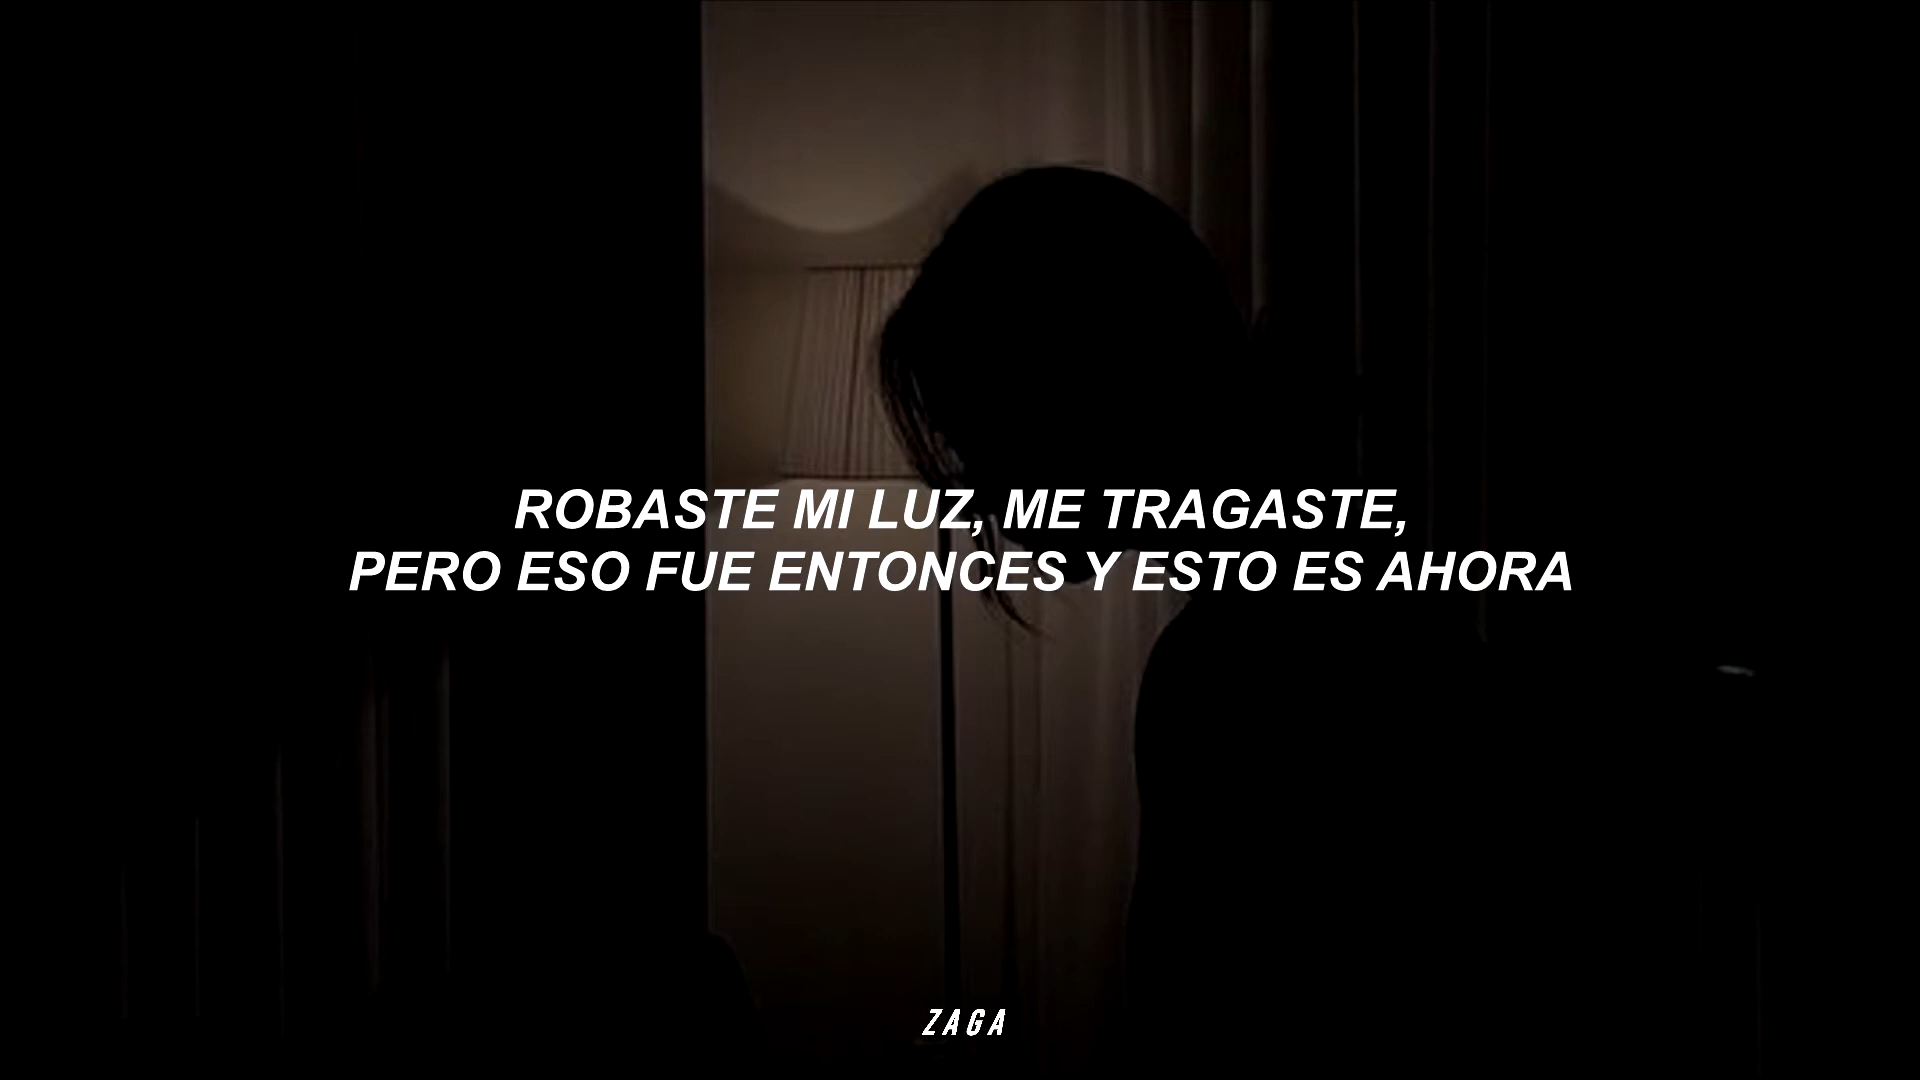 ROBASTE MI LUZ, ME TRAGASTE,
PERO ESO FUE ENTONCES Y ESTO ES AHORA
ZAGA